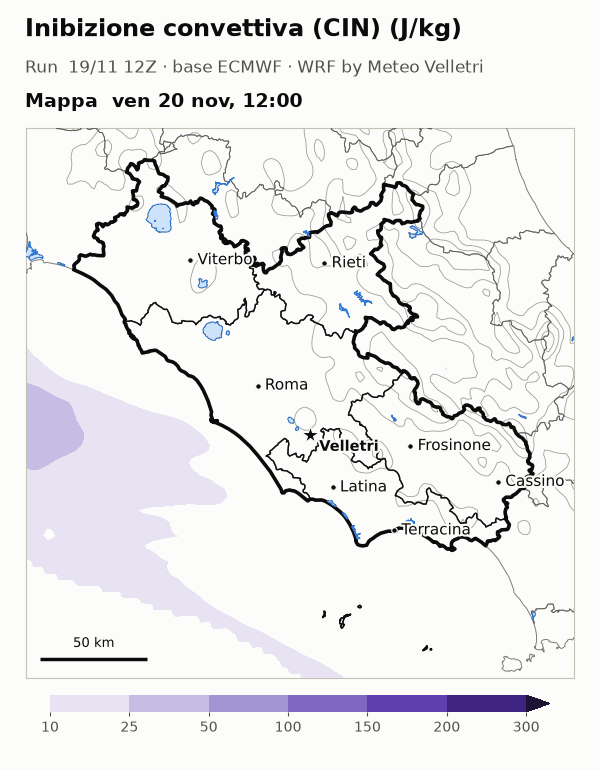 Inibizione convettiva (CIN) (J/kg)
Run 19/11 12Z · base ECMWF · WRF by Meteo Velletri
Mappa ven 20 nov, 12:00
Viterbo
Rieti
Roma
Velletri
Frosinone
Cassino
Latina
Terracina
50 km
10 25 50 100 150 200 300